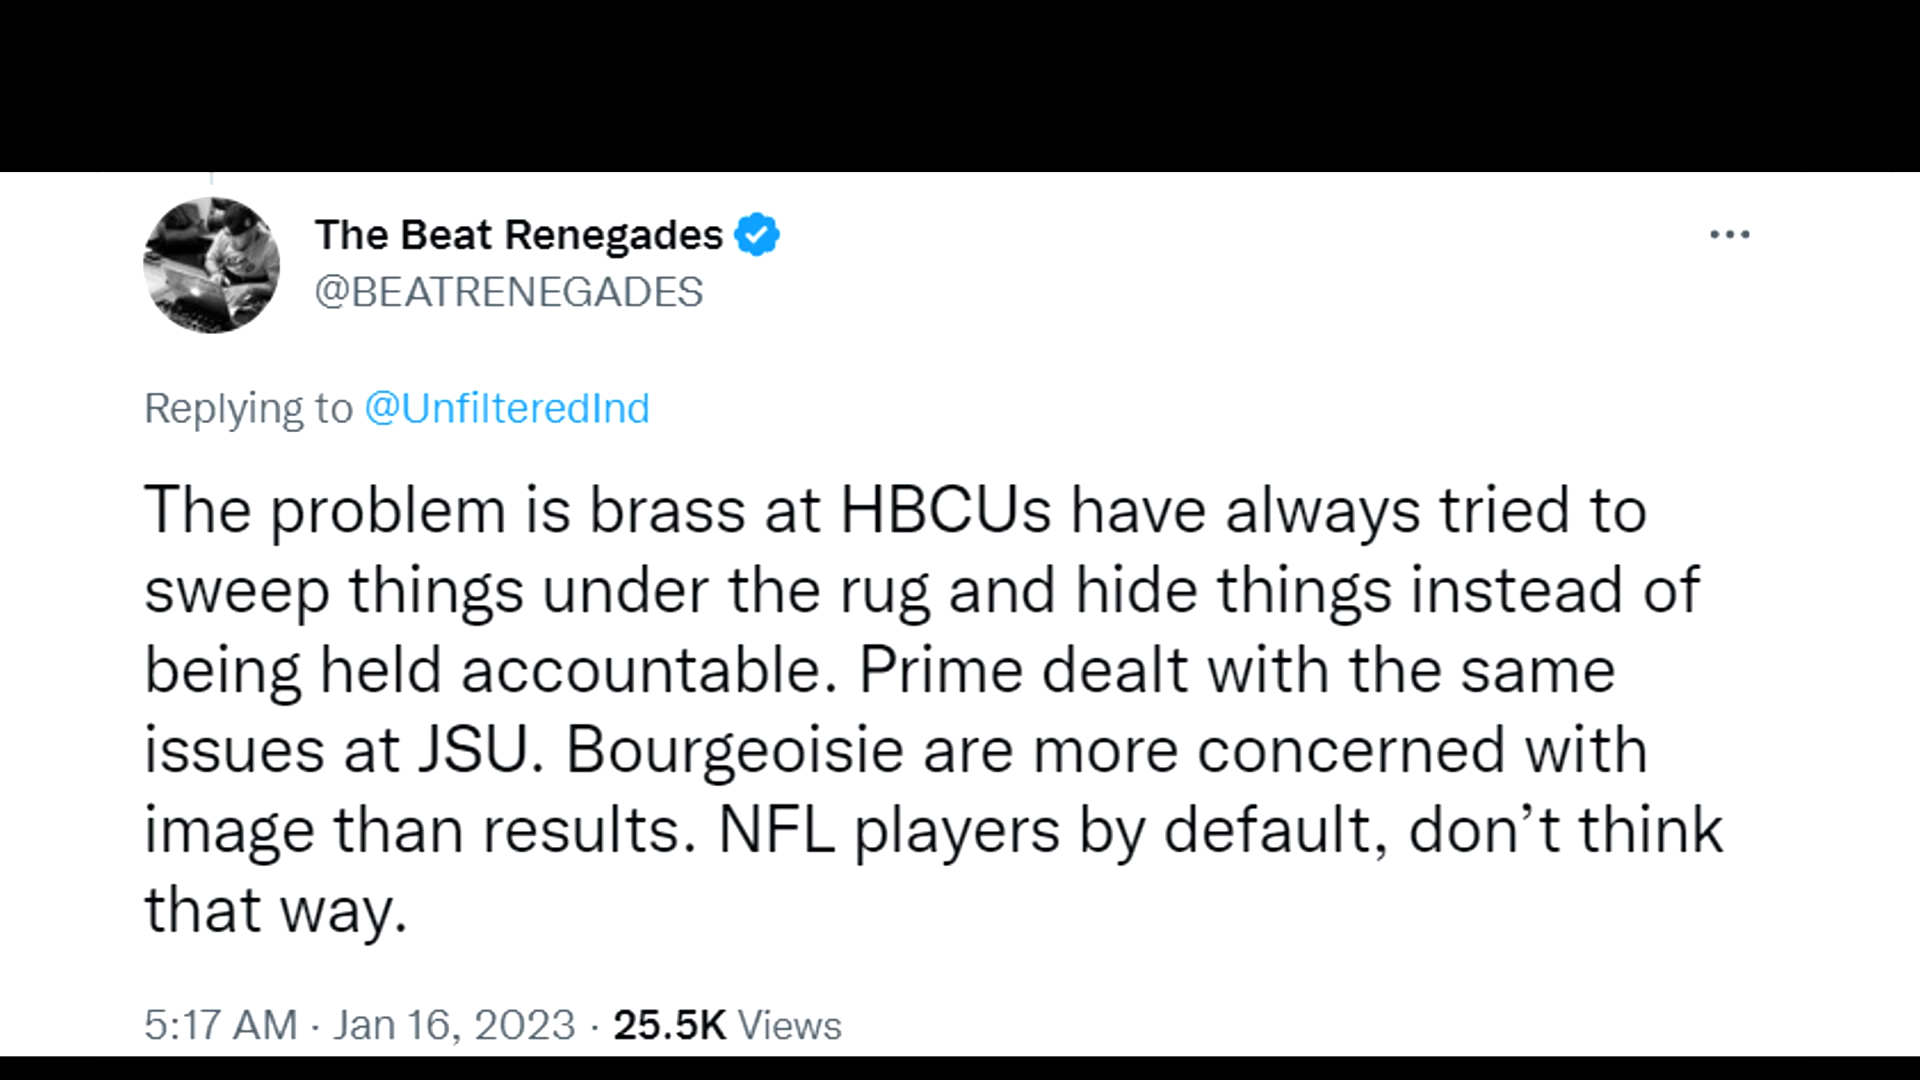 The Beat Renegades
@BEATRENEGADES
Replying to @UnfilteredInd
The problem is brass at HBCUs have always tried to
sweep things under the rug and hide things instead of
being held accountable. Prime dealt with the same
issues at JSU. Bourgeoisie are more concerned with
image than results. NFL players by default, don’t think
that way.
5:17 AM · Jan 16, 2023 · 25.5K Views